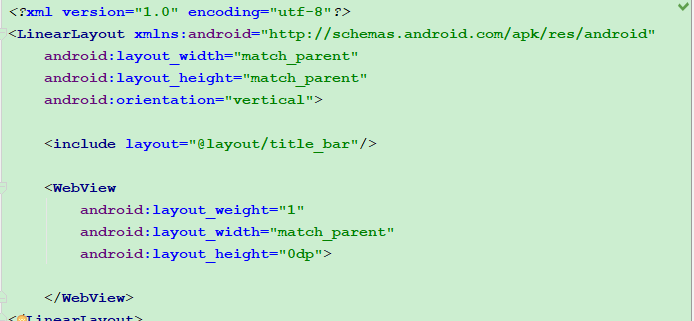 <?xml version="1.0" encoding="utf-8"?>
<LinearLayout xmlns:android="http://schemas.android.com/apk/res/android"
    android:layout_width="match_parent"
    android:layout_height="match_parent"
    android:orientation="vertical">
    <include layout="@layout/title_bar"/>
    <WebView
        android:layout_weight="1"
        android:layout_width="match_parent"
        android:layout_height="0dp">
    </WebView>
</LinearLayout>